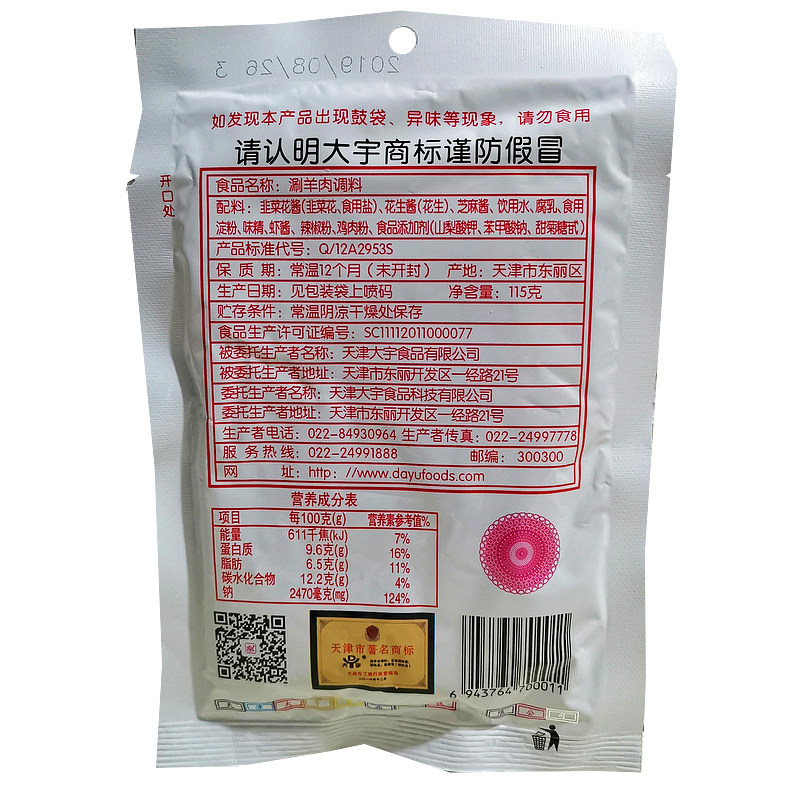 2019/08/26 3
如发现本产品出现鼓袋、异味等现象，请勿食用
请认明大宇商标谨防假冒
开口处
食品名称：涮羊肉调料
配料：韭菜花酱(韭菜花、食用盐)、花生酱(花生)、芝麻酱、饮用水、腐乳、食用
淀粉、味精、虾酱、辣椒粉、鸡肉粉、食品添加剂(山梨酸钾、苯甲酸钠、甜菊糖甙)
产品标准代号：Q/12A2953S
保质期：常温12个月（未开封） 产地：天津市东丽区
生产日期：见包装袋上喷码 净含量：115克
贮存条件：常温阴凉干燥处保存
食品生产许可证编号：SC11112011000077
被委托生产者名称：天津大宇食品有限公司
被委托生产者地址：天津市东丽开发区一经路21号
委托生产者名称：天津大宇食品科技有限公司
委托生产者地址：天津市东丽开发区一经路21号
生产者电话：022-84930964 生产者传真：022-24997778
服务热线：022-24991888 邮编：300300
网址：http：//www.dayufoods.com
营养成分表
项目 每100克(g) 营养素参考值%
能量 611千焦(kJ) 7%
蛋白质 9.6克(g) 16%
脂肪 6.5克(g) 11%
碳水化合物 12.2克(g) 4%
钠 2470毫克(mg) 124%
天津市著名商标
6 943764 700011